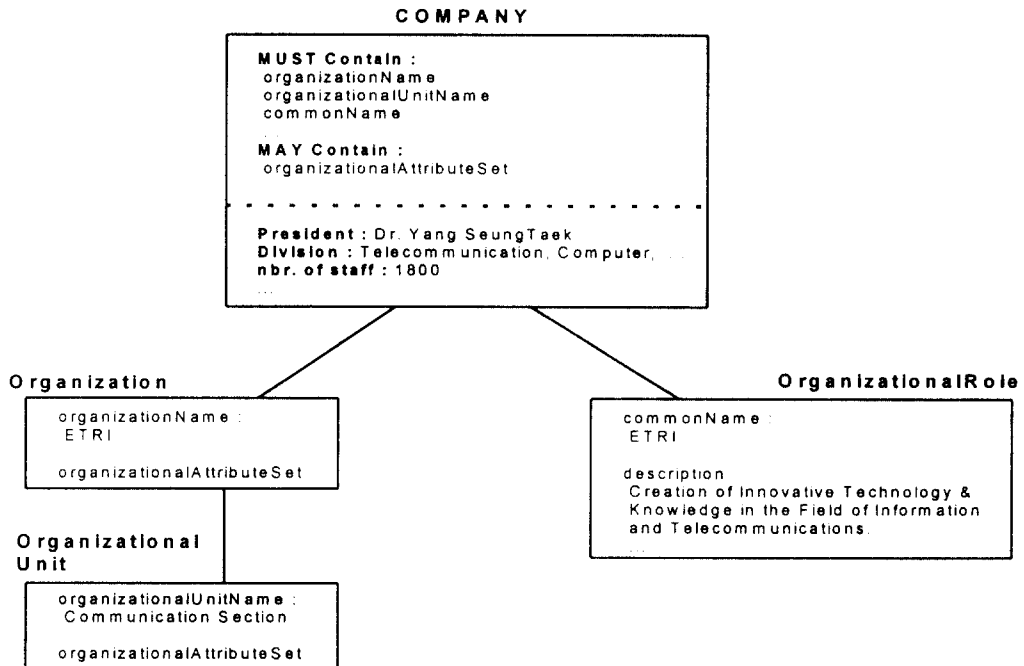 COMPANY
MUST Contain :
organizationName
organizationalUnitName
commonName
...
MAY Contain :
organizationalAttributeSet
President : Dr. Yang SeungTaek
Division : Telecommunication, Computer, ...
nbr. of staff : 1800
...
Organization
organizationName :
ETRI
organizationalAttributeSet
Organizational
Unit
organizationalUnitName :
Communication Section
organizationalAttributeSet
OrganizationalRole
commonName :
ETRI
description
Creation of Innovative Technology &
Knowledge in the Field of Information
and Telecommunications.
...